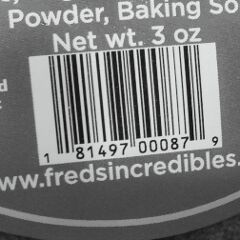 Powder, Baking So
Net wt. 3 oz
1 81497 00087 9
www.fredsincredibles.